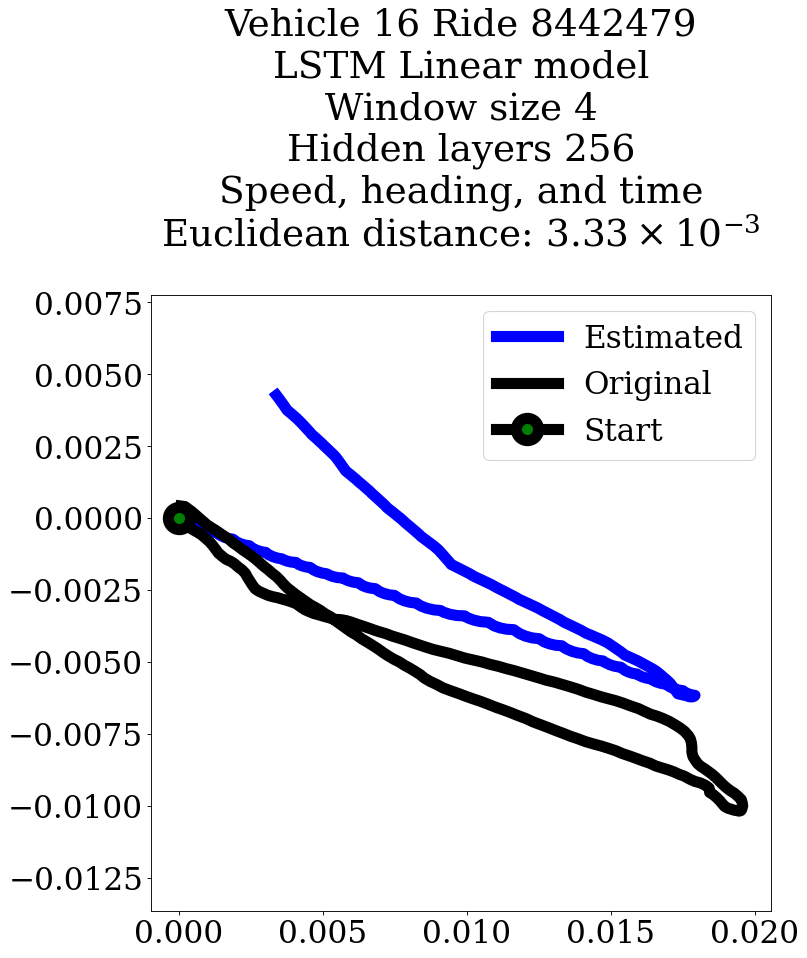 Vehicle 16 Ride 8442479
LSTM Linear model
Window size 4
Hidden layers 256
Speed, heading, and time
Euclidean distance: 3.33 × 10⁻³
0.0075
0.0050
0.0025
0.0000
−0.0025
−0.0050
−0.0075
−0.0100
−0.0125
Estimated
Original
Start
0.000 0.005 0.010 0.015 0.020